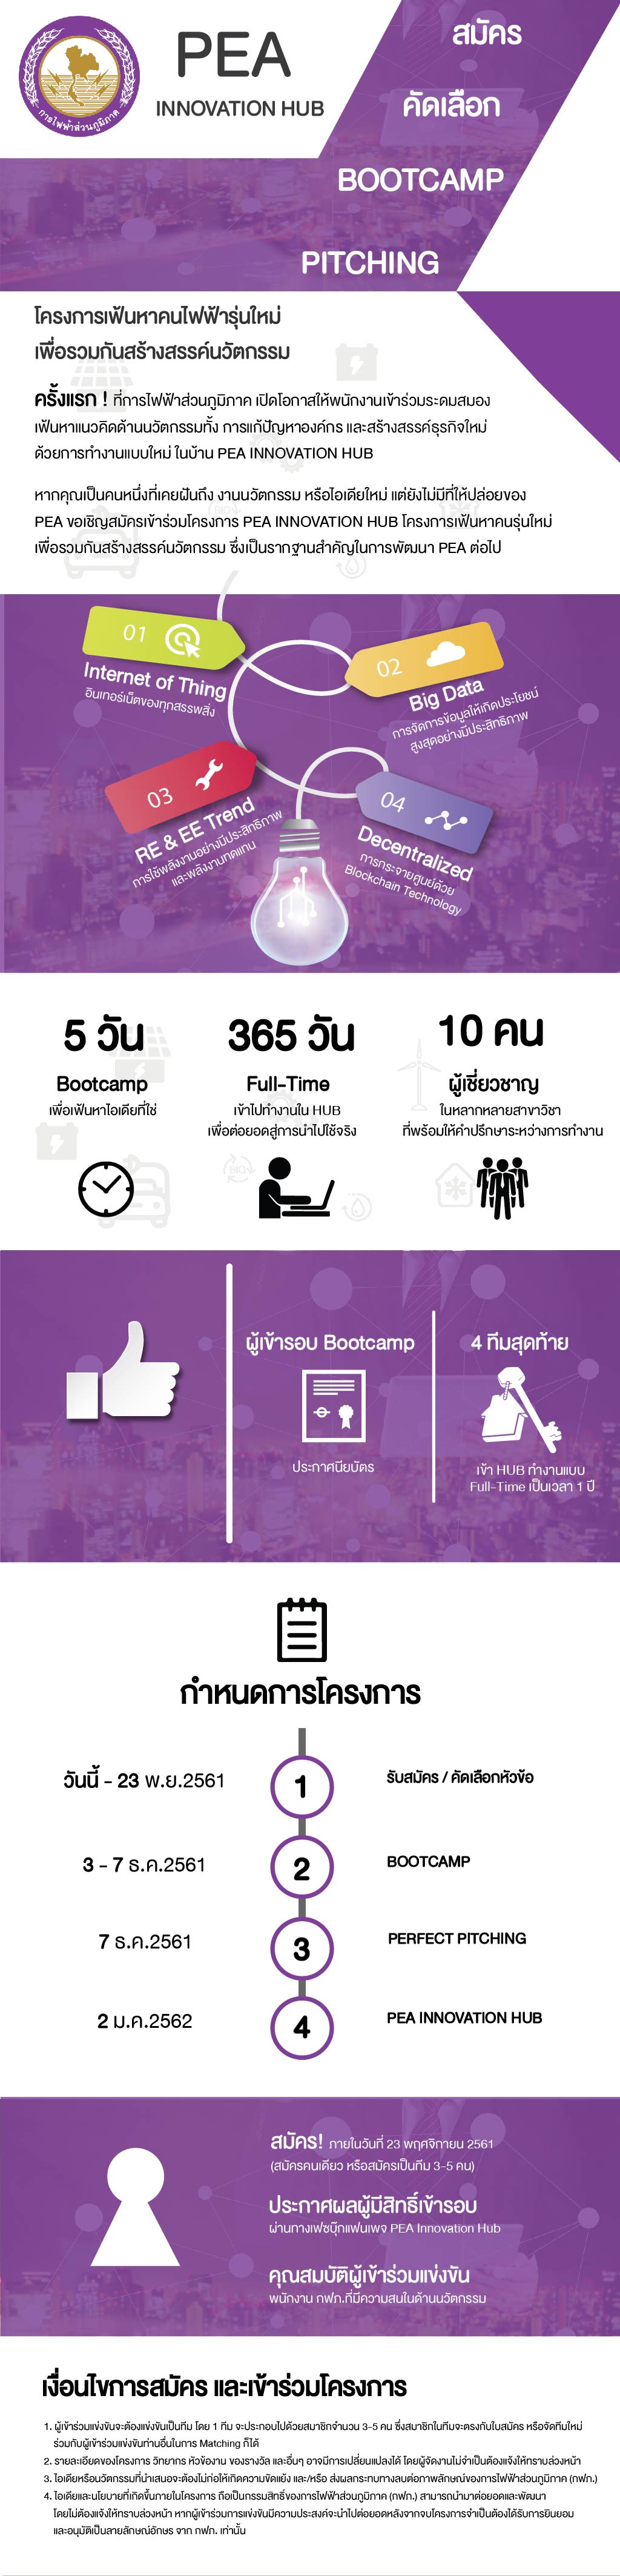 การไฟฟ้าส่วนภูมิภาค
PEA
INNOVATION HUB
สมัคร
คัดเลือก
BOOTCAMP
PITCHING
โครงการเฟ้นหาคนไฟฟ้ารุ่นใหม่
เพื่อรวมกันสร้างสรรค์นวัตกรรม
ครั้งแรก ! ที่การไฟฟ้าส่วนภูมิภาค เปิดโอกาสให้พนักงานเข้าร่วมระดมสมอง
เฟ้นหาแนวคิดด้านนวัตกรรมทั้ง การแก้ปัญหาองค์กร และสร้างสรรค์ธุรกิจใหม่
ด้วยการทำงานแบบใหม่ ในบ้าน PEA INNOVATION HUB
หากคุณเป็นคนหนึ่งที่เคยฝันถึง งานนวัตกรรม หรือไอเดียใหม่ แต่ยังไม่มีที่ให้ปล่อยของ
PEA ขอเชิญสมัครเข้าร่วมโครงการ PEA INNOVATION HUB โครงการเฟ้นหาคนรุ่นใหม่
เพื่อรวมกันสร้างสรรค์นวัตกรรม ซึ่งเป็นรากฐานสำคัญในการพัฒนา PEA ต่อไป
BIO
01
Internet of Thing
อินเทอร์เน็ตของทุกสรรพสิ่ง
02
Big Data
การจัดการข้อมูลให้เกิดประโยชน์
สูงสุดอย่างมีประสิทธิภาพ
03
RE & EE Trend
การใช้พลังงานอย่างมีประสิทธิภาพ
และพลังงานทดแทน
04
Decentralized
การกระจายศูนย์ด้วย
Blockchain Technology
5 วัน
Bootcamp
เพื่อเฟ้นหาไอเดียที่ใช่
365 วัน
Full-Time
เข้าไปทำงานใน HUB
เพื่อต่อยอดสู่การนำไปใช้จริง
BIO
10 คน
ผู้เชี่ยวชาญ
ในหลากหลายสาขาวิชา
ที่พร้อมให้คำปรึกษาระหว่างการทำงาน
ผู้เข้ารอบ Bootcamp
ประกาศนียบัตร
4 ทีมสุดท้าย
เข้า HUB ทำงานแบบ
Full-Time เป็นเวลา 1 ปี
กำหนดการโครงการ
วันนี้ - 23 พ.ย.2561
1
รับสมัคร / คัดเลือกหัวข้อ
3 - 7 ธ.ค.2561
2
BOOTCAMP
7 ธ.ค.2561
3
PERFECT PITCHING
2 ม.ค.2562
4
PEA INNOVATION HUB
สมัคร! ภายในวันที่ 23 พฤศจิกายน 2561
(สมัครคนเดียว หรือสมัครเป็นทีม 3-5 คน)
ประกาศผลผู้มีสิทธิ์เข้ารอบ
ผ่านทางเฟซบุ๊กแฟนเพจ PEA Innovation Hub
คุณสมบัติผู้เข้าร่วมแข่งขัน
พนักงาน กฟภ.ที่มีความสนในด้านนวัตกรรม
เงื่อนไขการสมัคร และเข้าร่วมโครงการ
1. ผู้เข้าร่วมแข่งขันจะต้องแข่งขันเป็นทีม โดย 1 ทีม จะประกอบไปด้วยสมาชิกจำนวน 3-5 คน ซึ่งสมาชิกในทีมจะตรงกับใบสมัคร หรือจัดทีมใหม่
ร่วมกับผู้เข้าร่วมแข่งขันท่านอื่นในการ Matching ก็ได้
2. รายละเอียดของโครงการ วิทยากร หัวข้องาน ของรางวัล และอื่นๆ อาจมีการเปลี่ยนแปลงได้ โดยผู้จัดงานไม่จำเป็นต้องแจ้งให้ทราบล่วงหน้า
3. ไอเดียหรือนวัตกรรมที่นำเสนอจะต้องไม่ก่อให้เกิดความขัดแย้ง และ/หรือ ส่งผลกระทบทางลบต่อภาพลักษณ์ของการไฟฟ้าส่วนภูมิภาค (กฟภ.)
4. ไอเดียและนโยบายที่เกิดขึ้นภายในโครงการ ถือเป็นกรรมสิทธิ์ของการไฟฟ้าส่วนภูมิภาค (กฟภ.) สามารถนำมาต่อยอดและพัฒนา
โดยไม่ต้องแจ้งให้ทราบล่วงหน้า หากผู้เข้าร่วมการแข่งขันมีความประสงค์จะนำไปต่อยอดหลังจากจบโครงการจำเป็นต้องได้รับการยินยอม
และอนุมัติเป็นลายลักษณ์อักษร จาก กฟภ. เท่านั้น